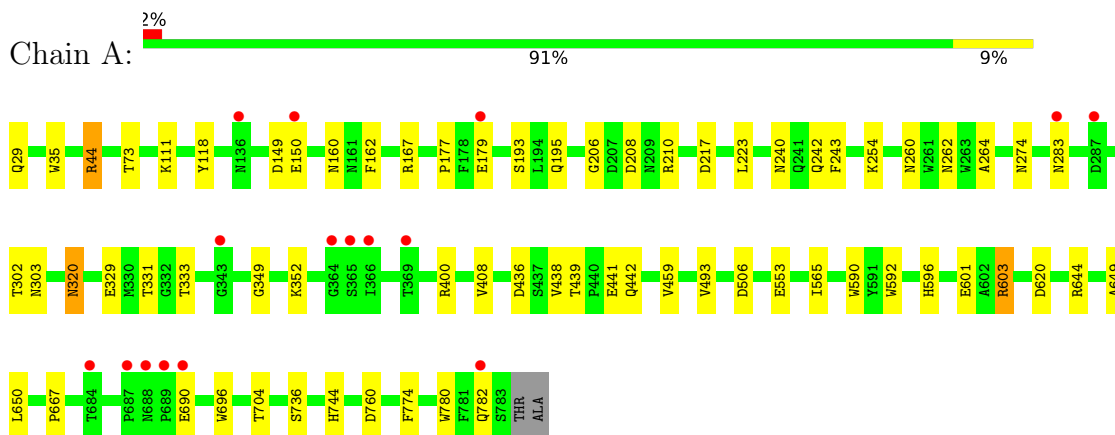 2%
Chain A:
91% 9%
Q29 W35 R44 T73 K111 Y118 N136 D149 E150 N160 N161 F162 R167 P177 F178 E179 S193 L194 Q195 G206 D207 D208 N209 R210 D217 L223 N240 Q241 Q242 F243 K254 N260 W261 N262 W263 A264 N274 N283 D287
T302 N303 N320 E329 M330 T331 G332 T333 G343 G349 K352 G364 S365 I366 T369 R400 V408 D436 S437 V438 T439 P440 E441 Q442 V459 V493 D506 E553 I565 W590 Y591 W592 H596 E601 A602 R603 D620 R644 A649
L650 P667 T684 P687 N688 P689 E690 W696 T704 S736 H744 D760 F774 W780 F781 Q782 S783 THR ALA